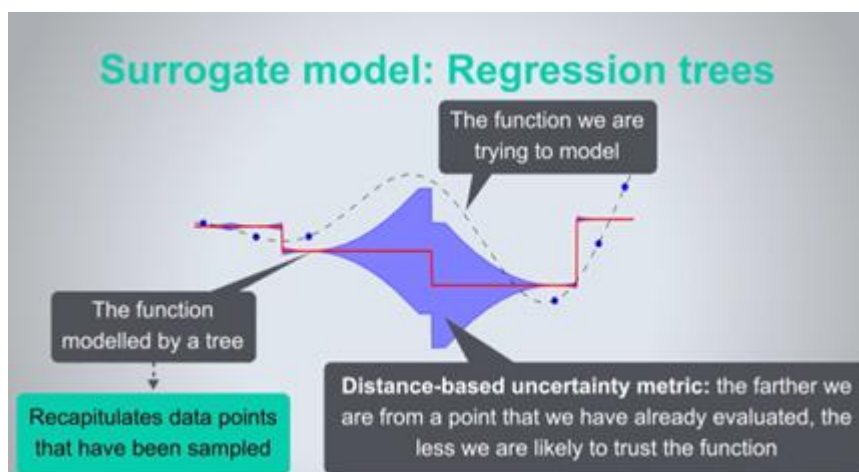 Surrogate model: Regression trees
The function we are
trying to model
The function
modelled by a tree
Recapitulates data points
that have been sampled
Distance-based uncertainty metric: the farther we
are from a point that we have already evaluated, the
less we are likely to trust the function